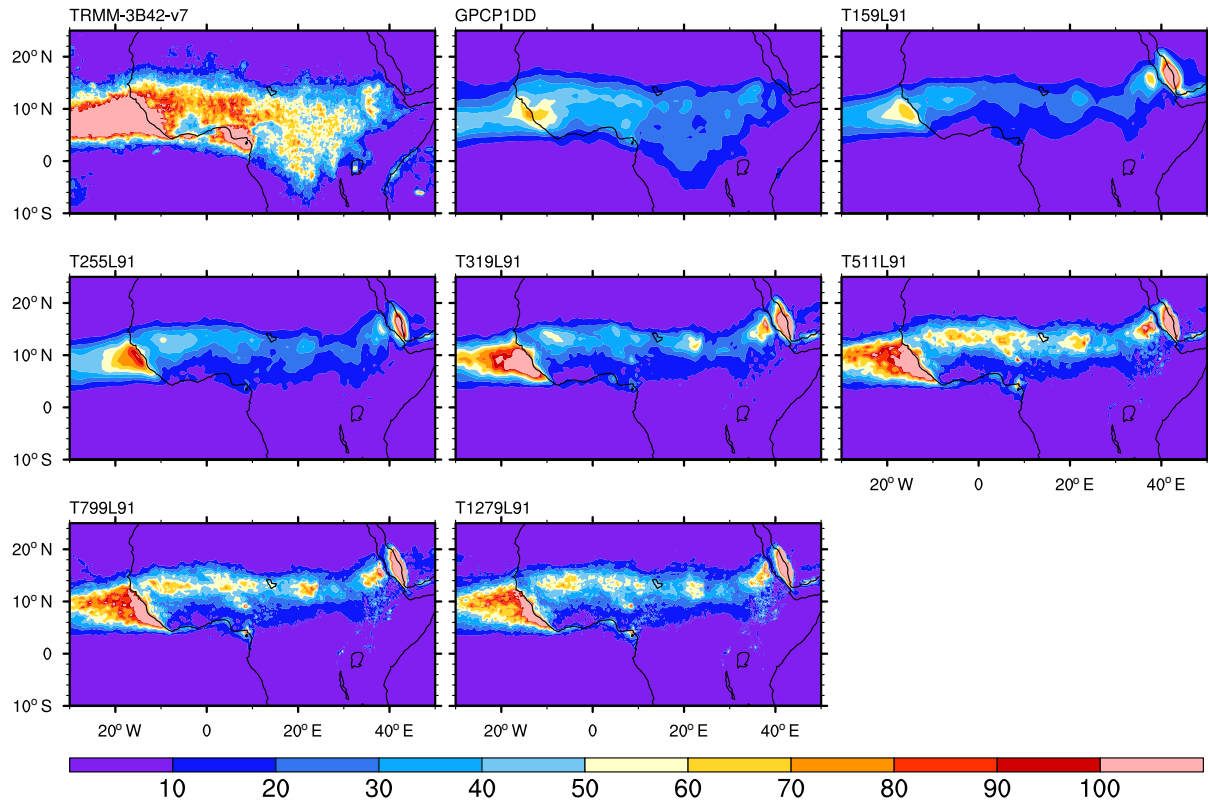 TRMM-3B42-v7 GPCP1DD T159L91
20° N
10° N
0
10° S
T255L91 T319L91 T511L91
20° N
10° N
0
10° S
20° W 0 20° E 40° E
T799L91 T1279L91
20° N
10° N
0
10° S
20° W 0 20° E 40° E 20° W 0 20° E 40° E
10 20 30 40 50 60 70 80 90 100